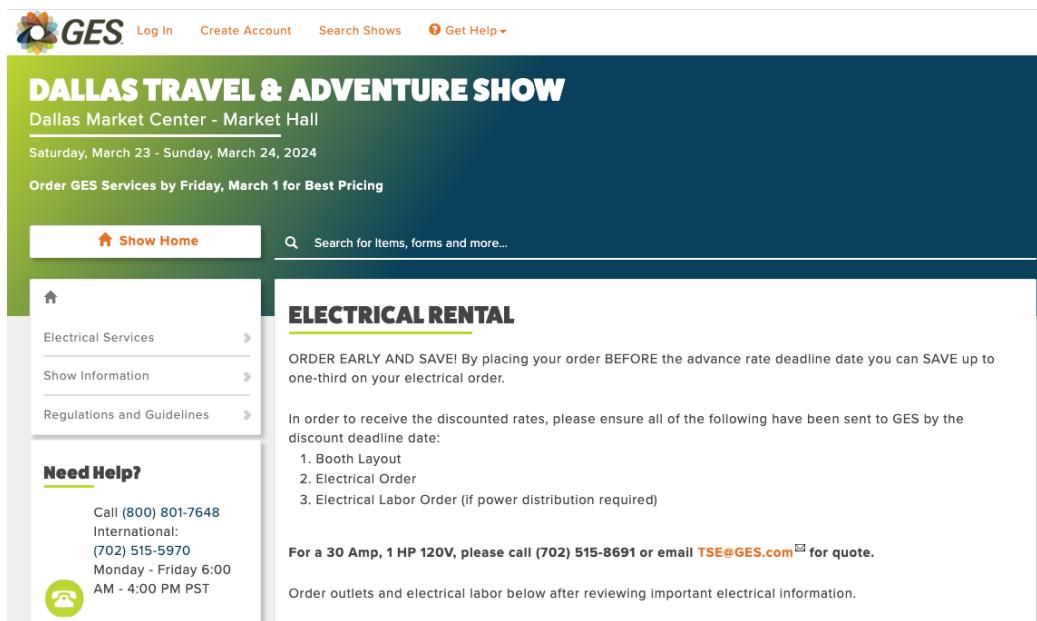 GES
Log In
Create Account
Search Shows
Get Help
DALLAS TRAVEL & ADVENTURE SHOW
Dallas Market Center - Market Hall
Saturday, March 23 - Sunday, March 24, 2024
Order GES Services by Friday, March 1 for Best Pricing
Show Home
Search for Items, forms and more...
Electrical Services
Show Information
Regulations and Guidelines
Need Help?
Call (800) 801-7648
International:
(702) 515-5970
Monday - Friday 6:00
AM - 4:00 PM PST
ELECTRICAL RENTAL
ORDER EARLY AND SAVE! By placing your order BEFORE the advance rate deadline date you can SAVE up to
one-third on your electrical order.
In order to receive the discounted rates, please ensure all of the following have been sent to GES by the
discount deadline date:
1. Booth Layout
2. Electrical Order
3. Electrical Labor Order (if power distribution required)
For a 30 Amp, 1 HP 120V, please call (702) 515-8691 or email TSE@GES.com for quote.
Order outlets and electrical labor below after reviewing important electrical information.